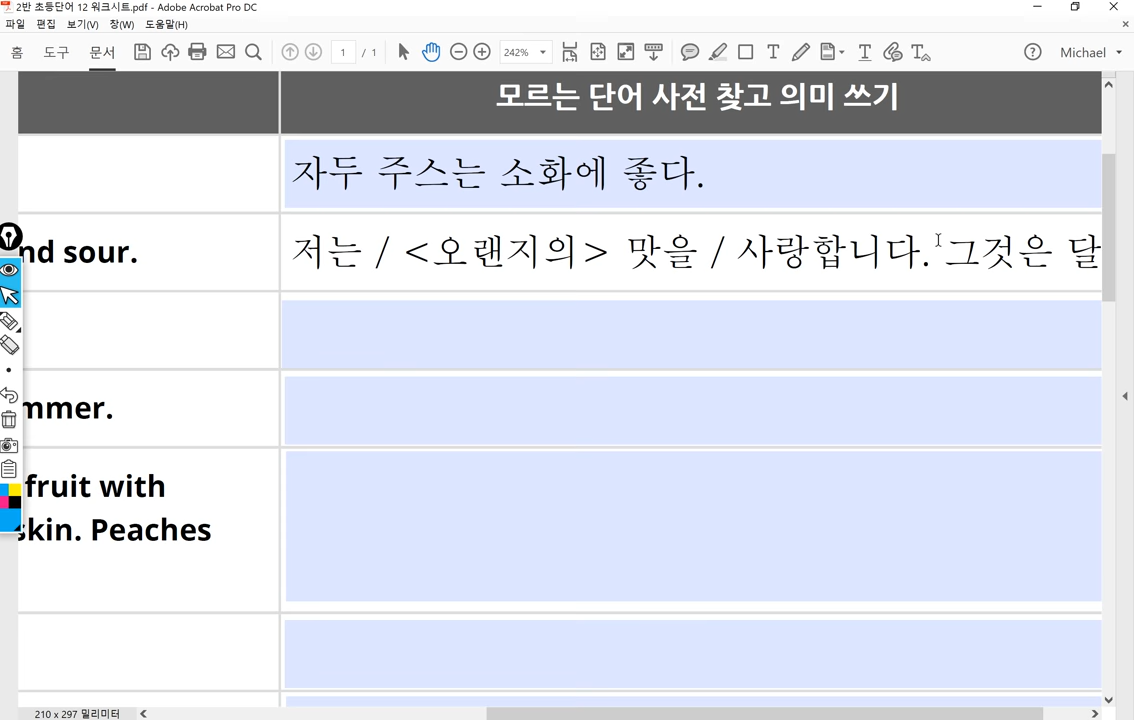 2반 초등단어 12 워크시트.pdf - Adobe Acrobat Pro DC
파일 편집 보기(V) 창(W) 도움말(H)
홈 도구 문서 1 / 1 242% Michael
모르는 단어 사전 찾고 의미 쓰기
자두 주스는 소화에 좋다.
nd sour. 저는 / <오랜지의> 맛을 / 사랑합니다. 그것은 달
mmer.
fruit with
skin. Peaches
210 x 297 밀리미터